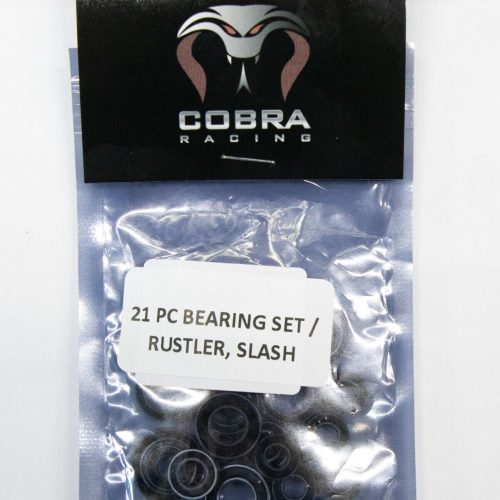 COBRA
RACING
21 PC BEARING SET /
RUSTLER, SLASH